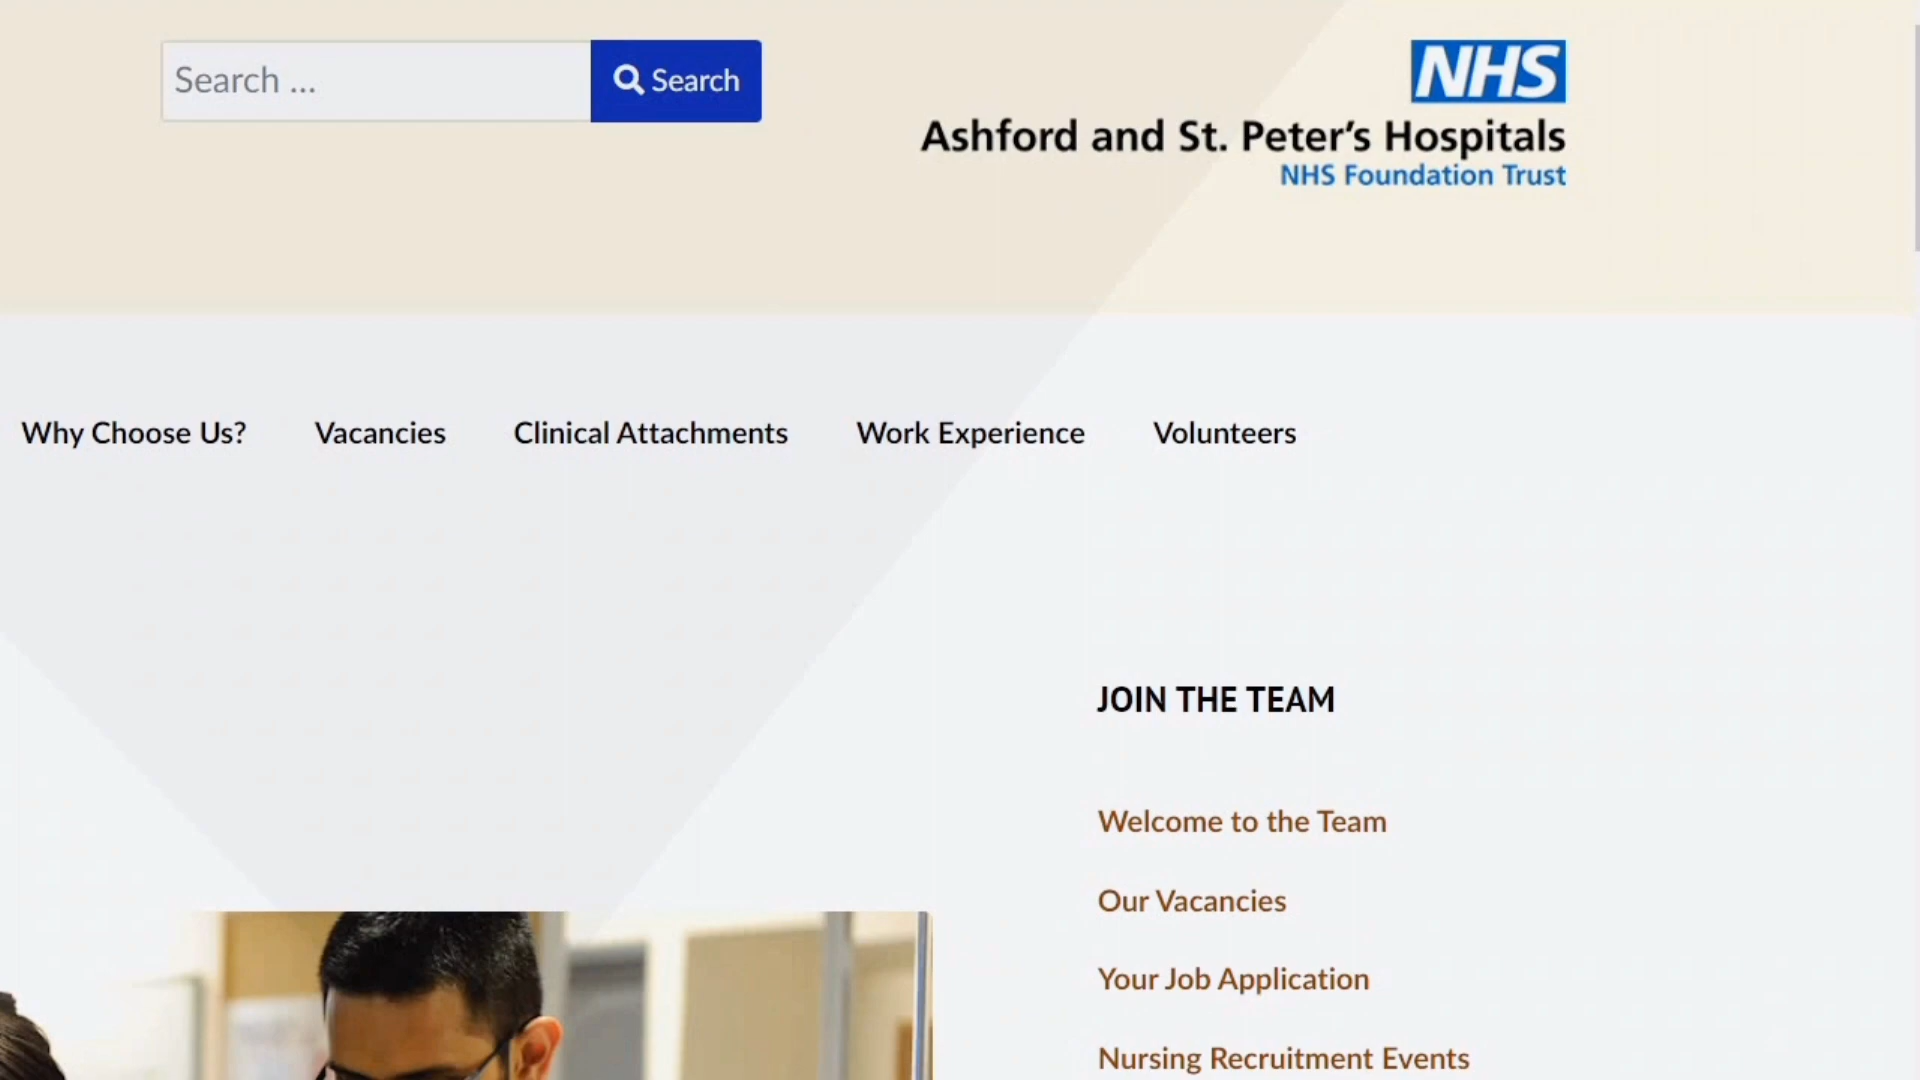 Search ...
Search
NHS
Ashford and St. Peter's Hospitals
NHS Foundation Trust
Why Choose Us?
Vacancies
Clinical Attachments
Work Experience
Volunteers
JOIN THE TEAM
Welcome to the Team
Our Vacancies
Your Job Application
Nursing Recruitment Events